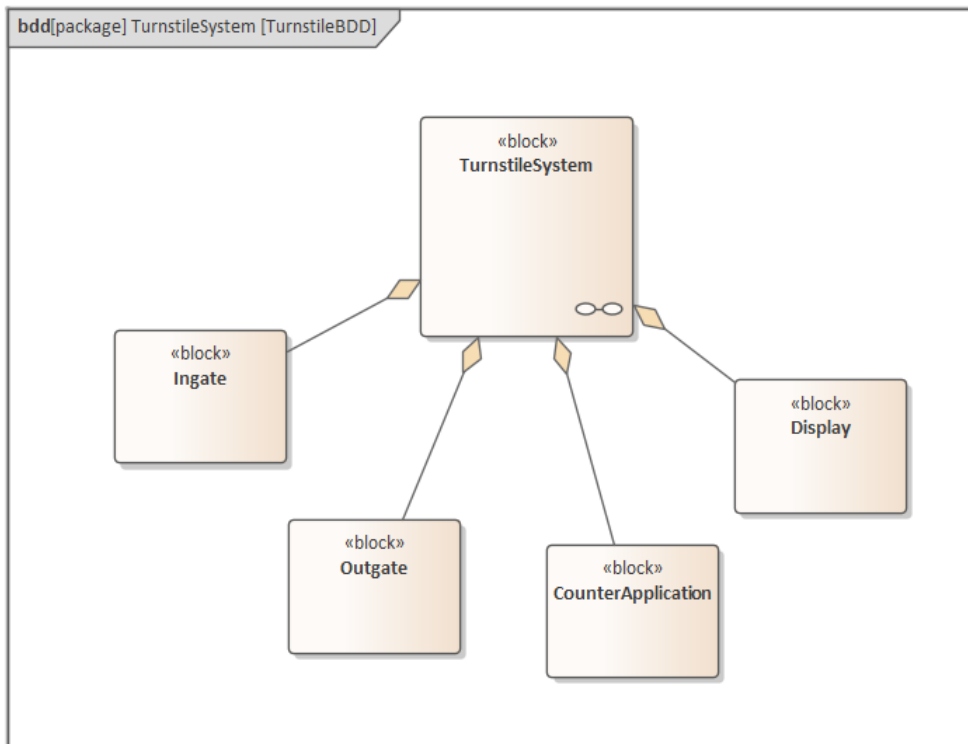 bdd[package] TurnstileSystem [TurnstileBDD]
«block»
TurnstileSystem
«block»
Ingate
«block»
Display
«block»
Outgate
«block»
CounterApplication